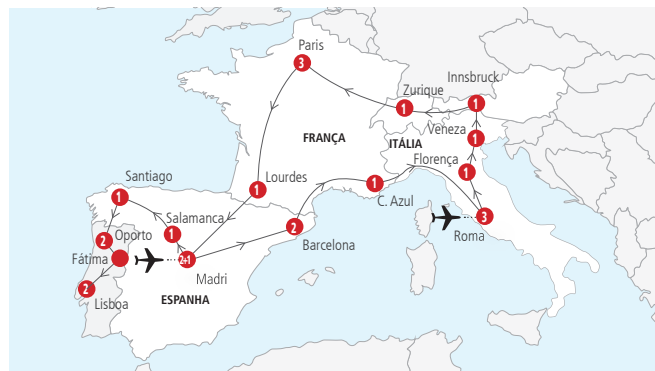 Paris
3
Innsbruck
Zurique
1
1
Veneza
1
FRANÇA
ITÁLIA
Florença
1
Lourdes
1
C. Azul
1
Santiago
1
Salamanca
1
Barcelona
2
Roma
3
Oporto
2
Fátima
Madri
2+1
ESPANHA
Lisboa
2